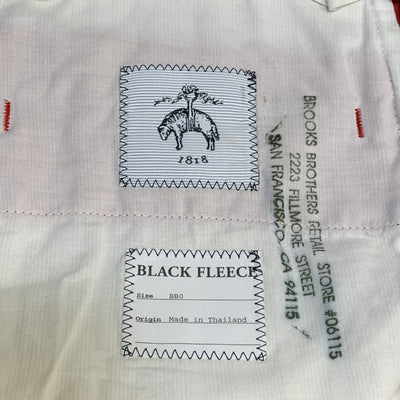 1818
BLACK FLEECE
Size BB0
Origin Made in Thailand
BROOKS BROTHERS RETAIL STORE #06115
2223 FILLMORE STREET
SAN FRANCISCO, CA 94115